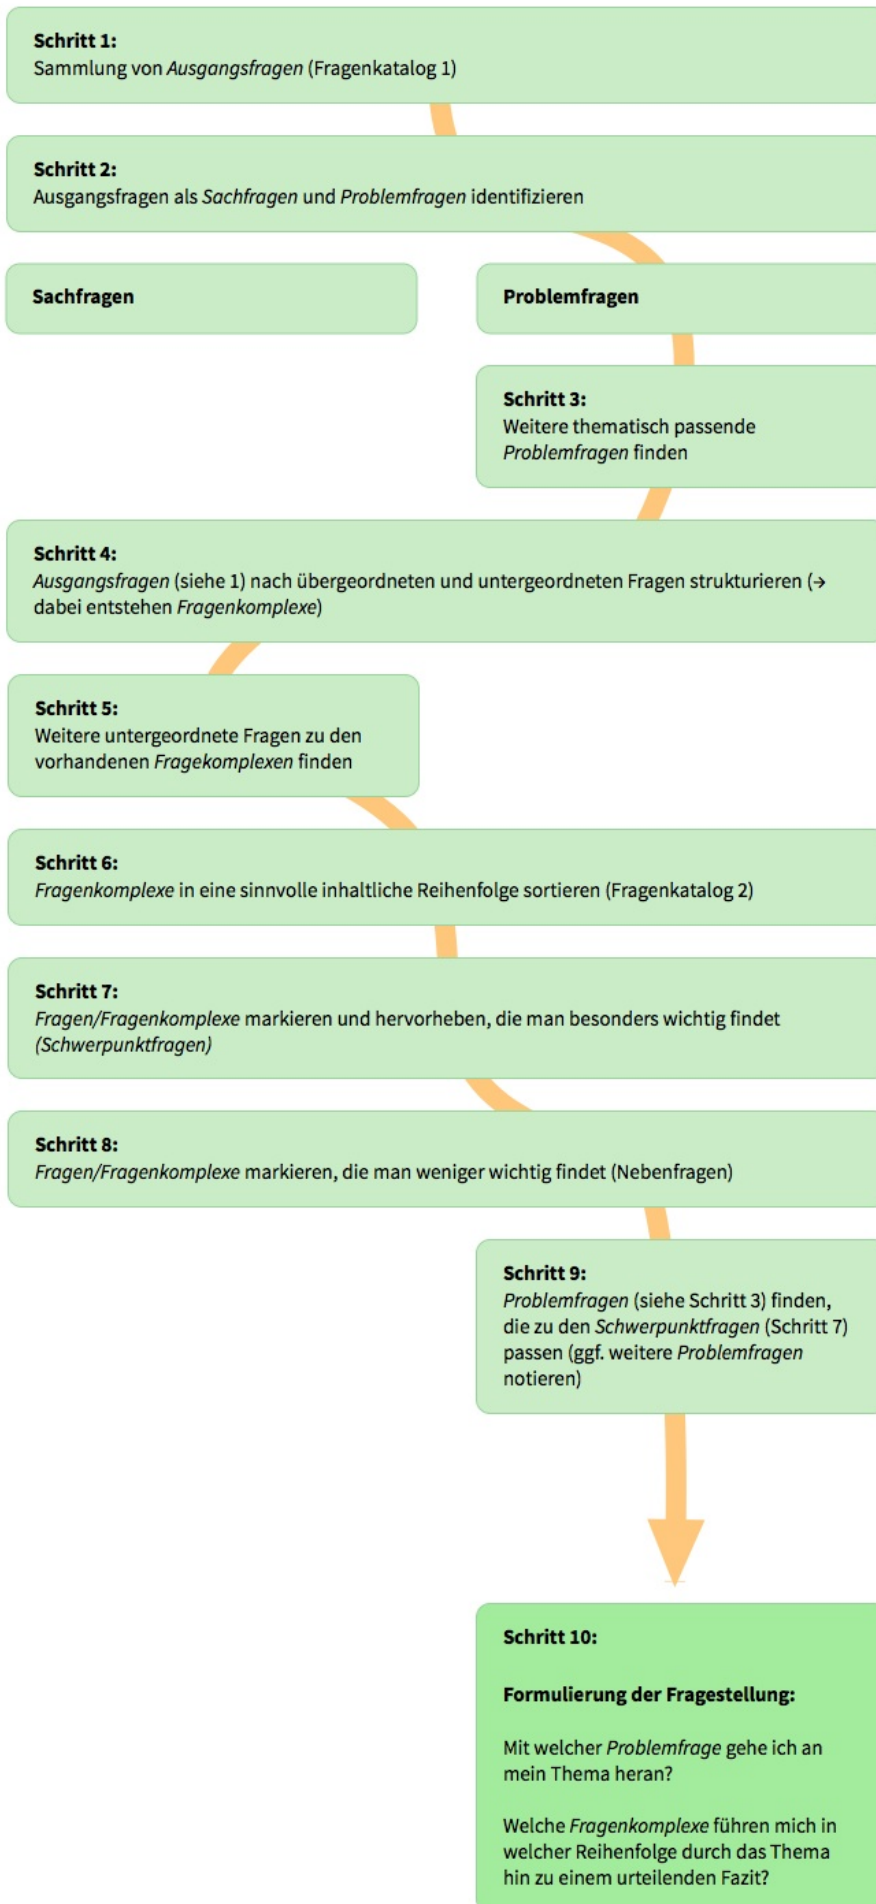 Schritt 1:
Sammlung von Ausgangsfragen (Fragenkatalog 1)
Schritt 2:
Ausgangsfragen als Sachfragen und Problemfragen identifizieren
Sachfragen
Problemfragen
Schritt 3:
Weitere thematisch passende
Problemfragen finden
Schritt 4:
Ausgangsfragen (siehe 1) nach übergeordneten und untergeordneten Fragen strukturieren (→
dabei entstehen Fragenkomplexe)
Schritt 5:
Weitere untergeordnete Fragen zu den
vorhandenen Fragekomplexen finden
Schritt 6:
Fragenkomplexe in eine sinnvolle inhaltliche Reihenfolge sortieren (Fragenkatalog 2)
Schritt 7:
Fragen/Fragenkomplexe markieren und hervorheben, die man besonders wichtig findet
(Schwerpunktfragen)
Schritt 8:
Fragen/Fragenkomplexe markieren, die man weniger wichtig findet (Nebenfragen)
Schritt 9:
Problemfragen (siehe Schritt 3) finden,
die zu den Schwerpunktfragen (Schritt 7)
passen (ggf. weitere Problemfragen
notieren)
Schritt 10:
Formulierung der Fragestellung:
Mit welcher Problemfrage gehe ich an
mein Thema heran?
Welche Fragenkomplexe führen mich in
welcher Reihenfolge durch das Thema
hin zu einem urteilenden Fazit?